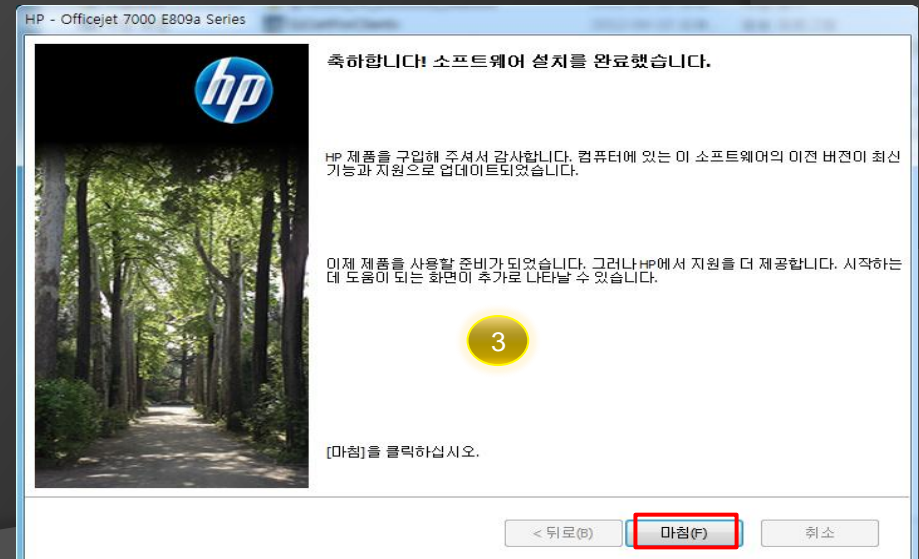 HP - Officejet 7000 E809a Series
hp
축하합니다! 소프트웨어 설치를 완료했습니다.
HP 제품을 구입해 주셔서 감사합니다. 컴퓨터에 있는 이 소프트웨어의 이전 버전이 최신
기능과 지원으로 업데이트되었습니다.
이제 제품을 사용할 준비가 되었습니다. 그러나 HP에서 지원을 더 제공합니다. 시작하는
데 도움이 되는 화면이 추가로 나타날 수 있습니다.
3
[마침]을 클릭하십시오.
< 뒤로(B) 마침(F) 취소